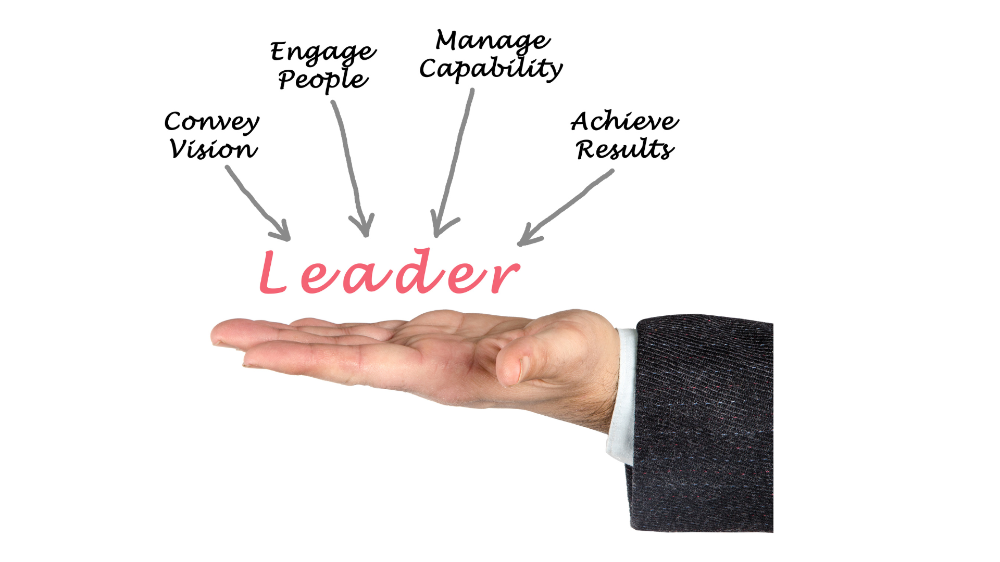 Manage
Capability
Engage
People
Convey
Vision
Achieve
Results
Leader